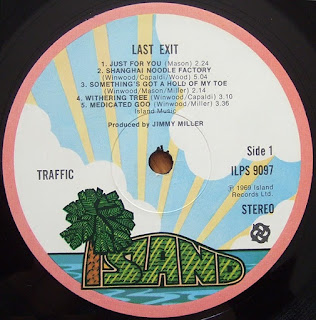 LAST EXIT
1. JUST FOR YOU (Mason) 2.24
2. SHANGHAI NOODLE FACTORY
(Winwood/Capaldi/Wood) 5.04
3. SOMETHING'S GOT A HOLD OF MY TOE
(Winwood/Mason/Miller) 2.14
4. WITHERING TREE (Winwood/Capaldi) 3.10
5. MEDICATED GOO (Winwood/Miller) 3.36
Island Music
Produced by JIMMY MILLER
Side 1
TRAFFIC
ILPS 9097
℗ 1969 Island
Records Ltd.
STEREO
ISLAND